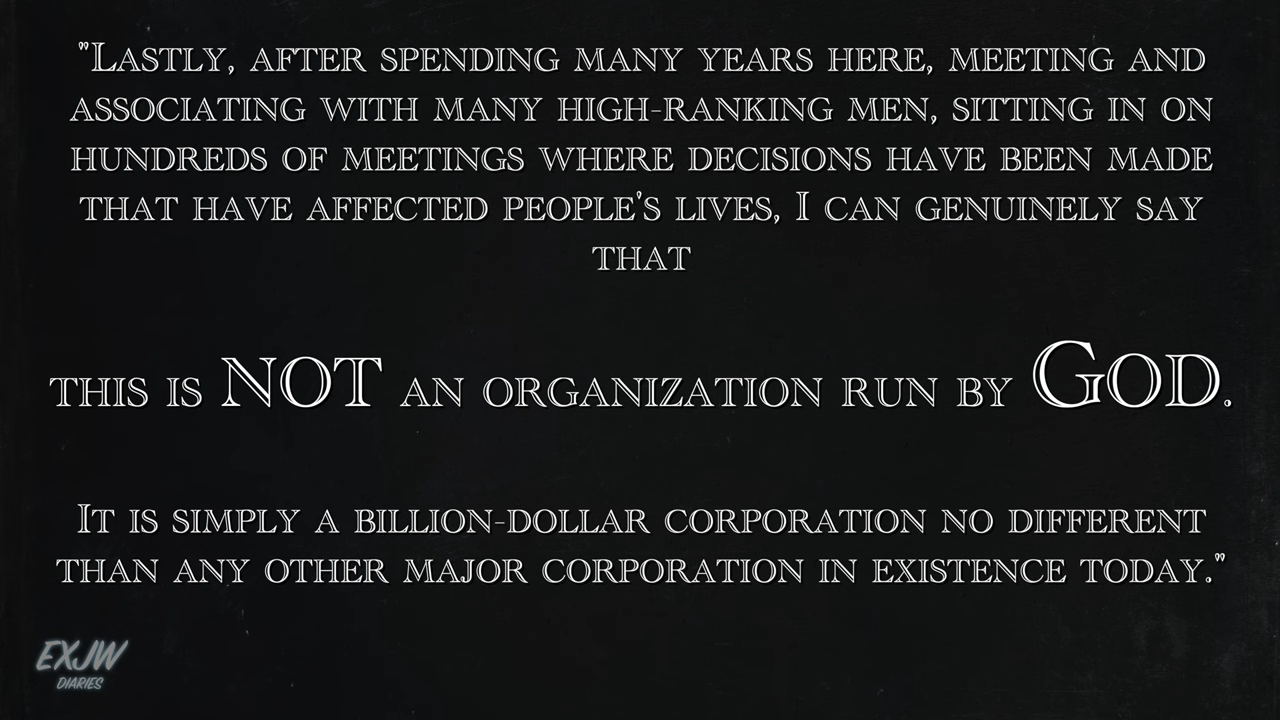 "Lastly, after spending many years here, meeting and
associating with many high-ranking men, sitting in on
hundreds of meetings where decisions have been made
that have affected people's lives, I can genuinely say
that
this is NOT an organization run by God.
It is simply a billion-dollar corporation no different
than any other major corporation in existence today."
EXJW
DIARIES